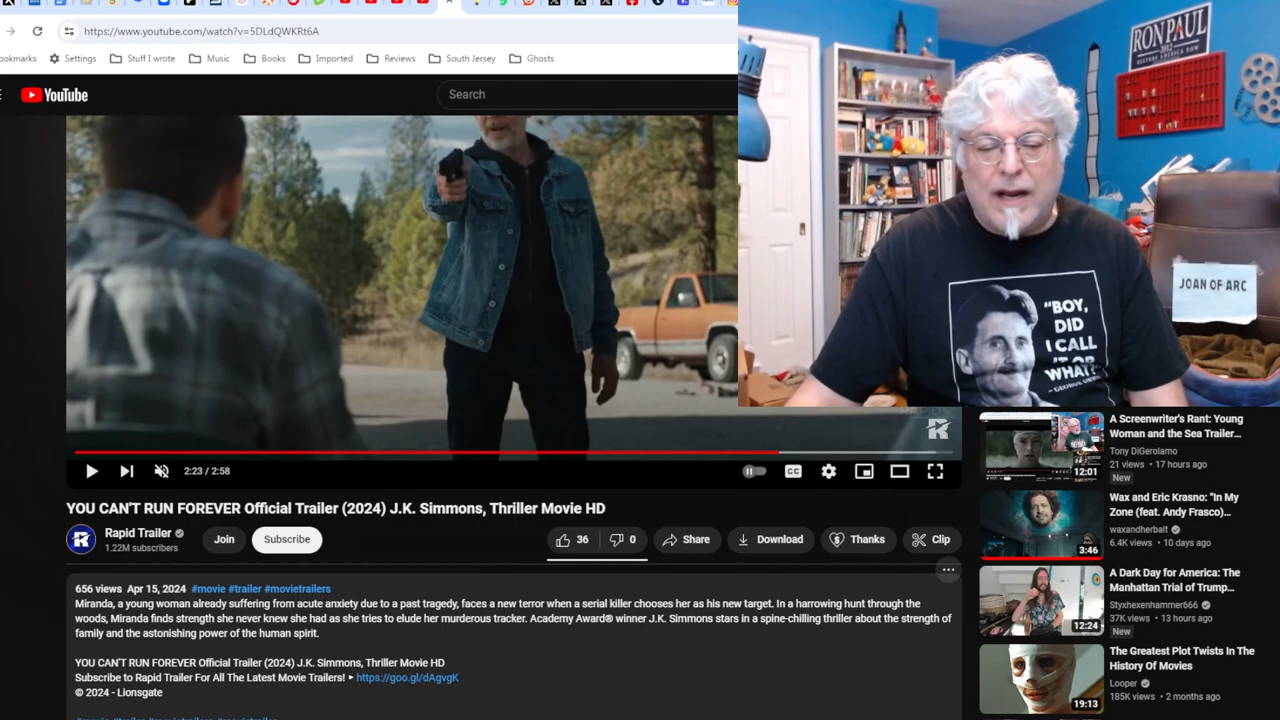 https://www.youtube.com/watch?v=5DLdQWKRt6A
ookmarks Settings Stuff I wrote Music Books Imported Reviews South Jersey Ghosts
YouTube
Search
RON PAUL
2012
RESTORE AMERICA NOW
JOAN OF ARC
"BOY,
DID
I CALL
IT OR
WHAT?"
2:23 / 2:58
CC
YOU CAN'T RUN FOREVER Official Trailer (2024) J.K. Simmons, Thriller Movie HD
Rapid Trailer
1.22M subscribers
Join
Subscribe
36
0
Share
Download
Thanks
Clip
656 views Apr 15, 2024 #movie #trailer #movietrailers
Miranda, a young woman already suffering from acute anxiety due to a past tragedy, faces a new terror when a serial killer chooses her as his new target. In a harrowing hunt through the
woods, Miranda finds strength she never knew she had as she tries to elude her murderous tracker. Academy Award® winner J.K. Simmons stars in a spine-chilling thriller about the strength of
family and the astonishing power of the human spirit.
YOU CAN'T RUN FOREVER Official Trailer (2024) J.K. Simmons, Thriller Movie HD
Subscribe to Rapid Trailer For All The Latest Movie Trailers! ▸ https://goo.gl/dAgvgK
© 2024 - Lionsgate
A Screenwriter's Rant: Young
Woman and the Sea Trailer...
Tony DiGerolamo
21 views • 17 hours ago
New
12:01
Wax and Eric Krasno: "In My
Zone (feat. Andy Frasco)...
waxandherbalt
6.4K views • 10 days ago
3:46
A Dark Day for America: The
Manhattan Trial of Trump...
Styxhexenhammer666
37K views • 13 hours ago
New
12:24
The Greatest Plot Twists In The
History Of Movies
Looper
185K views • 2 months ago
19:13